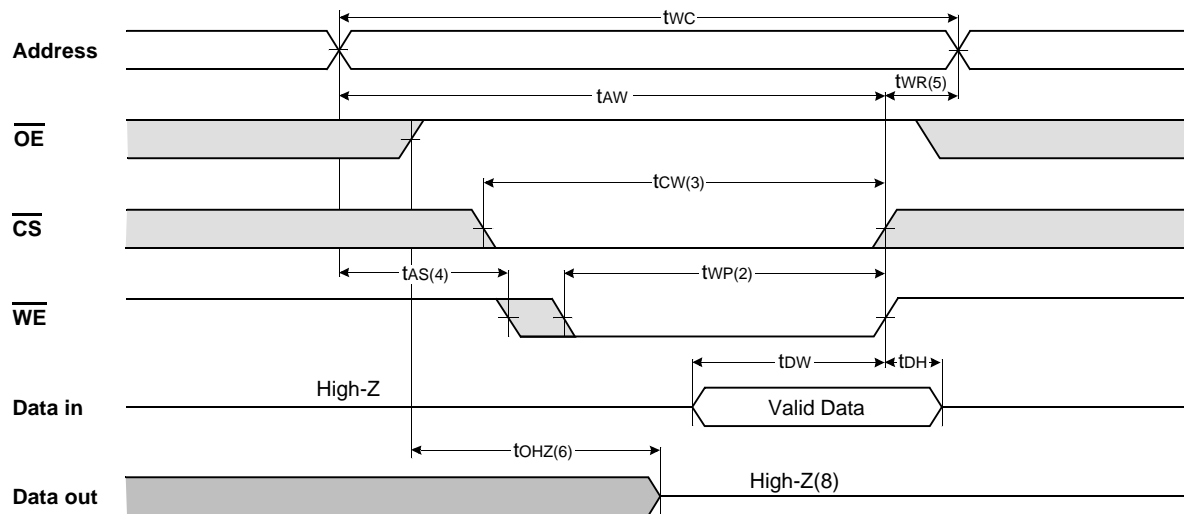 tWC
Address
tWR(5)
tAW
OE
tCW(3)
CS
tAS(4)
tWP(2)
WE
tDW
tDH
High-Z
Data in
Valid Data
tOHZ(6)
High-Z(8)
Data out